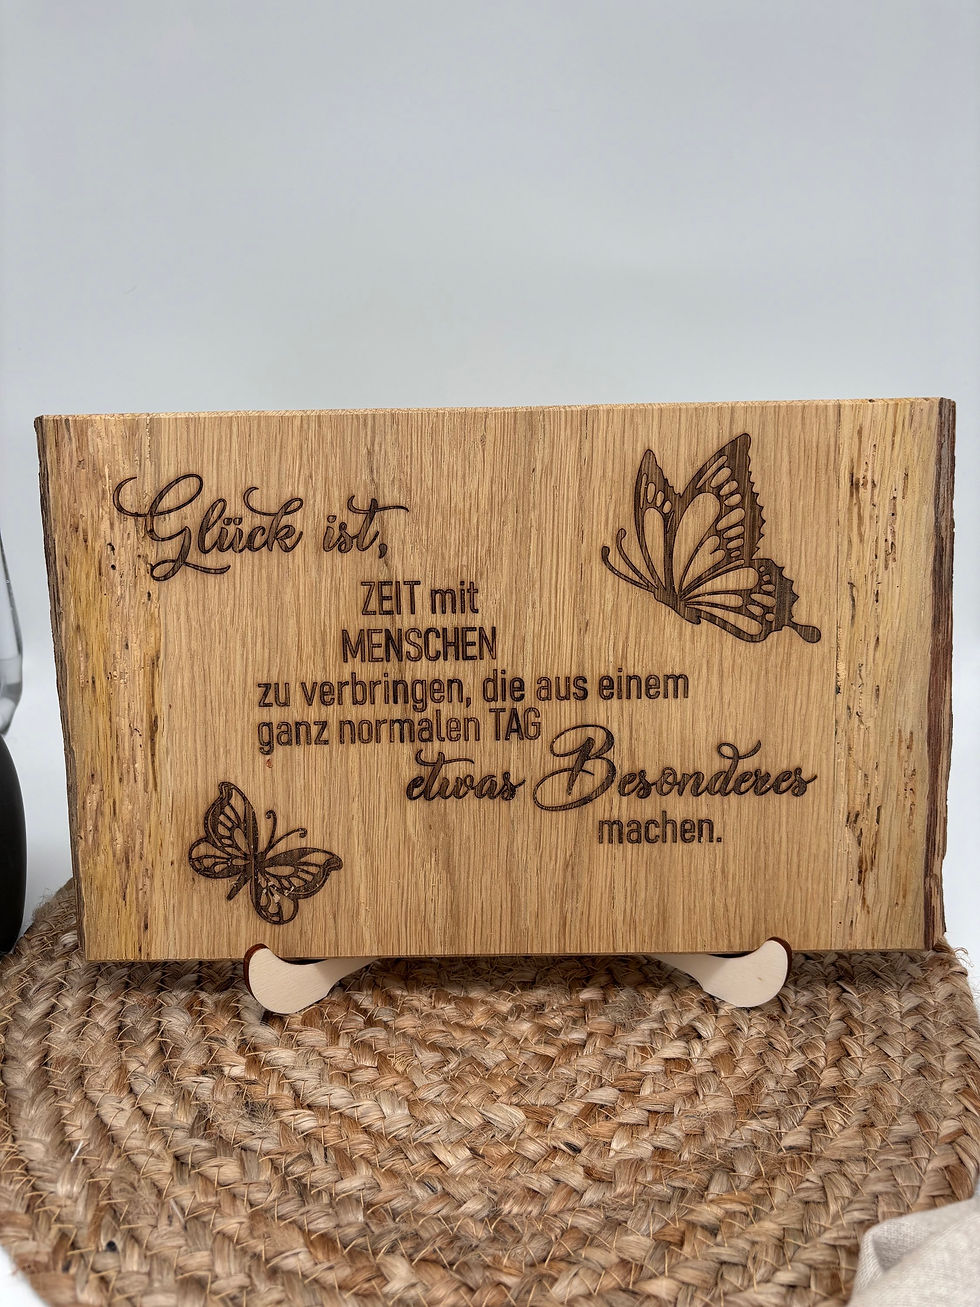 Glück ist,
ZEIT mit
MENSCHEN
zu verbringen, die aus einem
ganz normalen TAG
etwas Besonderes
machen.